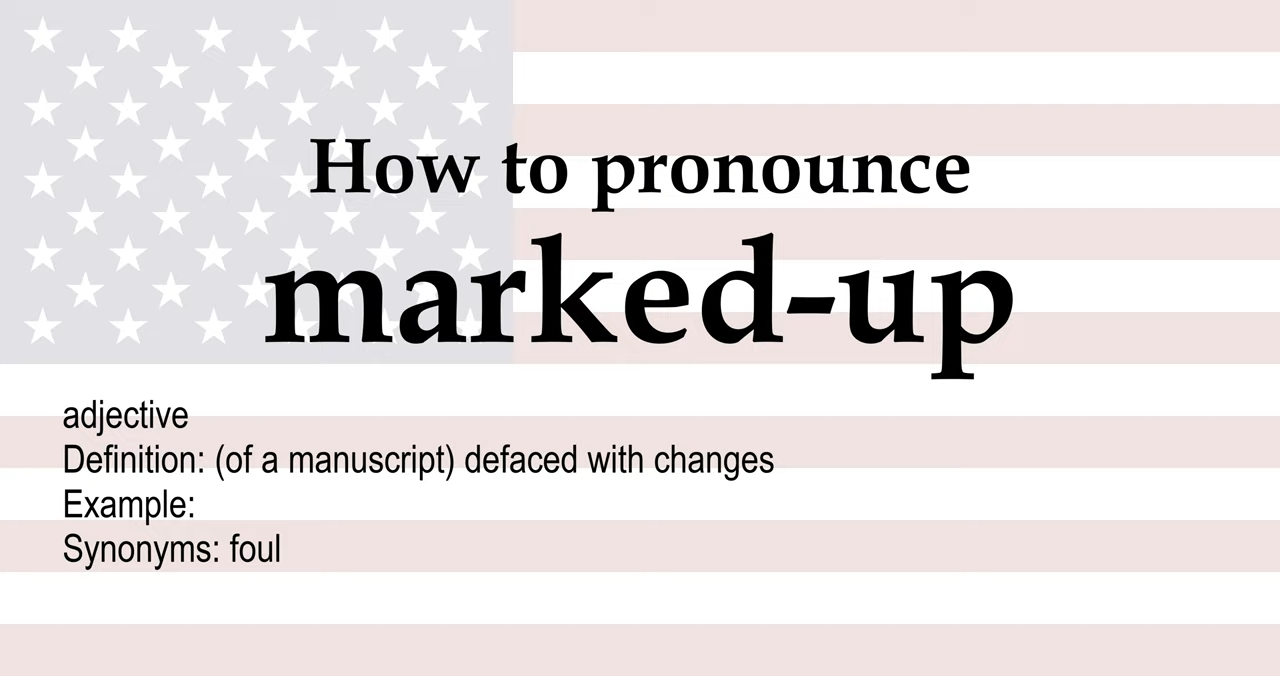 How to pronounce
marked-up
adjective
Definition: (of a manuscript) defaced with changes
Example:
Synonyms: foul